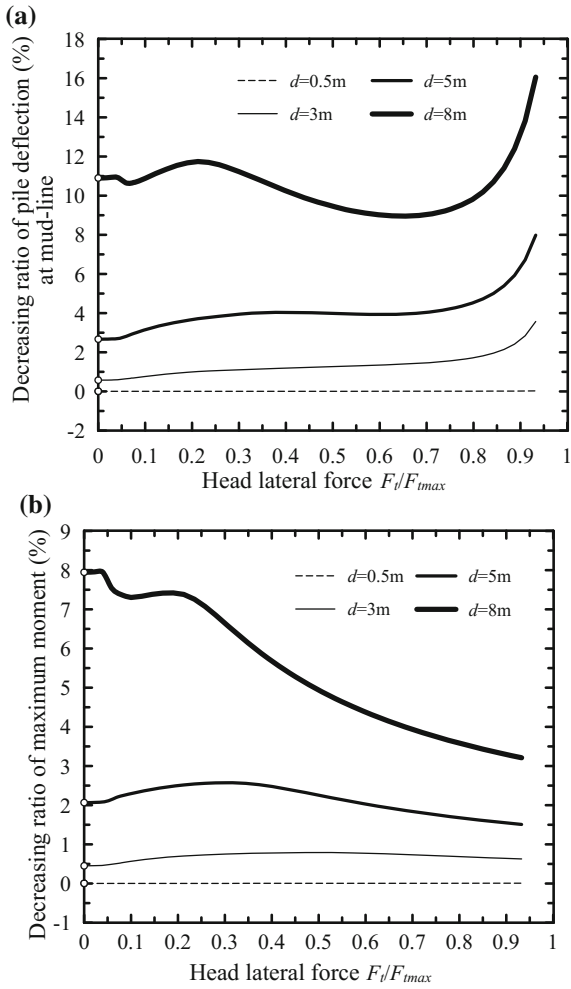 (a)
18
16
14
12
10
8
6
4
2
0
-2
Decreasing ratio of pile deflection (%)
at mud-line
d=0.5m
d=5m
d=3m
d=8m
0 0.1 0.2 0.3 0.4 0.5 0.6 0.7 0.8 0.9 1
Head lateral force Ft/Ftmax
(b)
9
8
7
6
5
4
3
2
1
0
-1
Decreasing ratio of maximum moment (%)
d=0.5m
d=5m
d=3m
d=8m
0 0.1 0.2 0.3 0.4 0.5 0.6 0.7 0.8 0.9 1
Head lateral force Ft/Ftmax